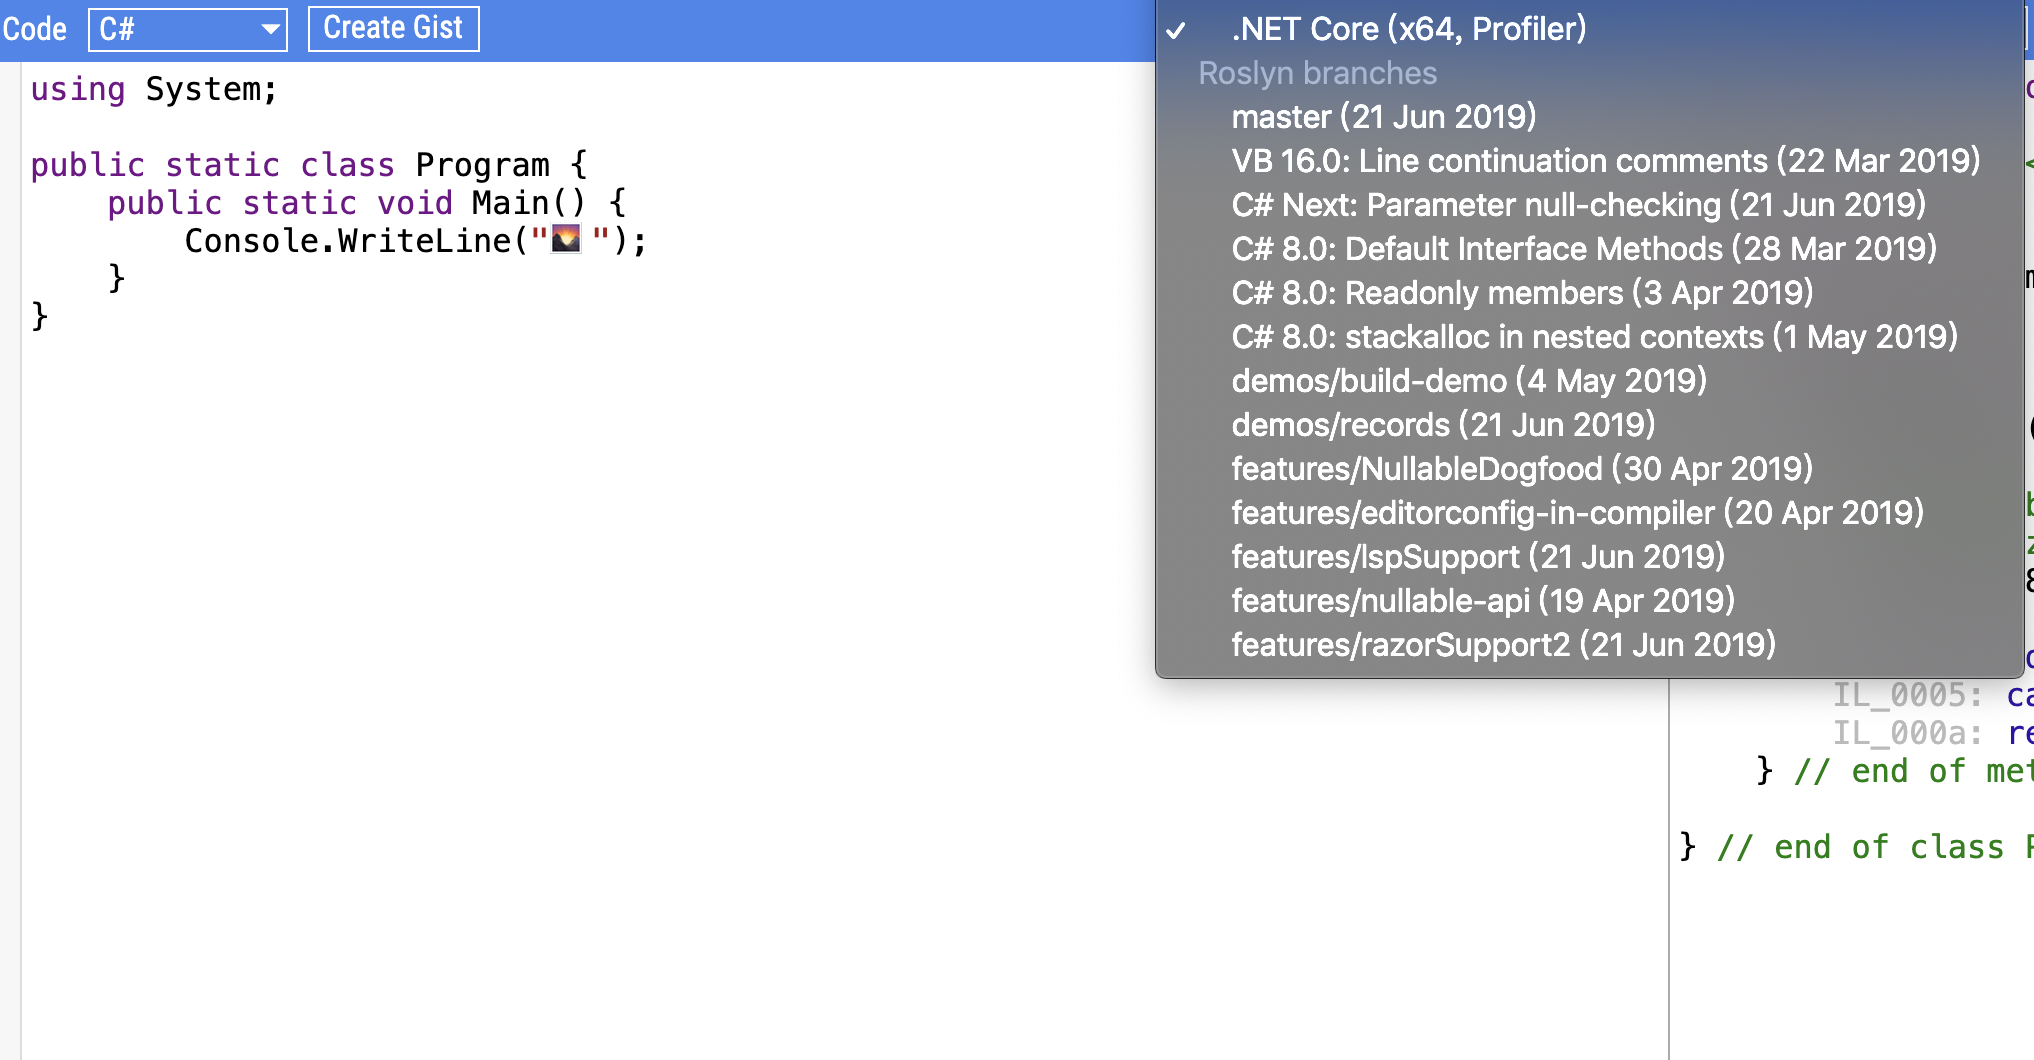 Code C# Create Gist
using System;
public static class Program {
public static void Main() {
Console.WriteLine("🌄");
}
}
✓ .NET Core (x64, Profiler)
Roslyn branches
master (21 Jun 2019)
VB 16.0: Line continuation comments (22 Mar 2019)
C# Next: Parameter null-checking (21 Jun 2019)
C# 8.0: Default Interface Methods (28 Mar 2019)
C# 8.0: Readonly members (3 Apr 2019)
C# 8.0: stackalloc in nested contexts (1 May 2019)
demos/build-demo (4 May 2019)
demos/records (21 Jun 2019)
features/NullableDogfood (30 Apr 2019)
features/editorconfig-in-compiler (20 Apr 2019)
features/lspSupport (21 Jun 2019)
features/nullable-api (19 Apr 2019)
features/razorSupport2 (21 Jun 2019)
IL_0005: ca
IL_000a: re
} // end of met
} // end of class